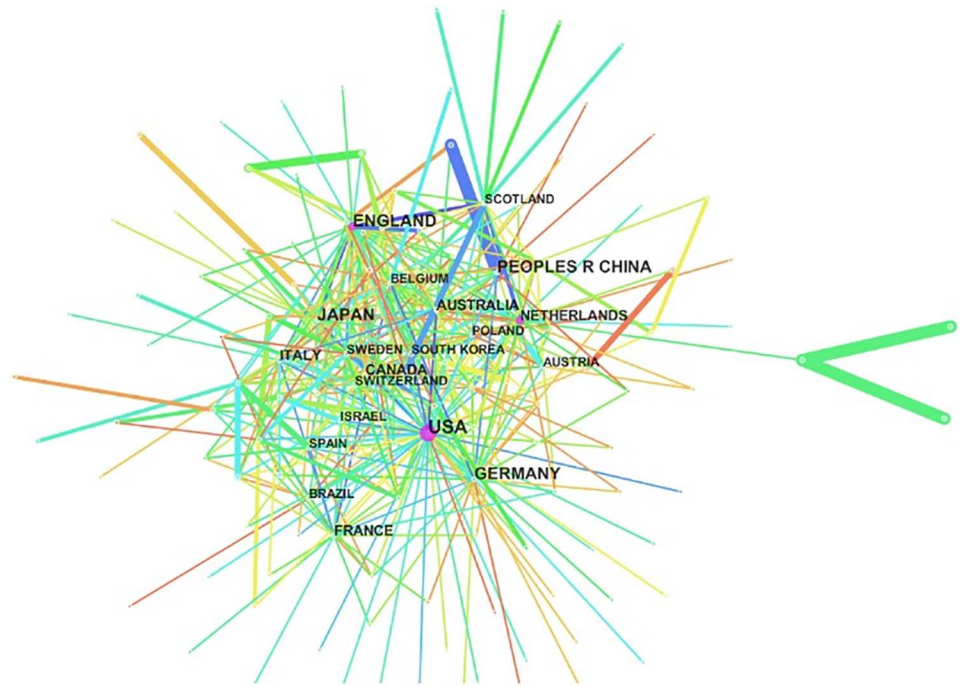 SCOTLAND
ENGLAND
PEOPLES R CHINA
BELGIUM
AUSTRALIA
JAPAN
NETHERLANDS
POLAND
SWEDEN
SOUTH KOREA
ITALY
AUSTRIA
CANADA
SWITZERLAND
ISRAEL
USA
SPAIN
GERMANY
BRAZIL
FRANCE